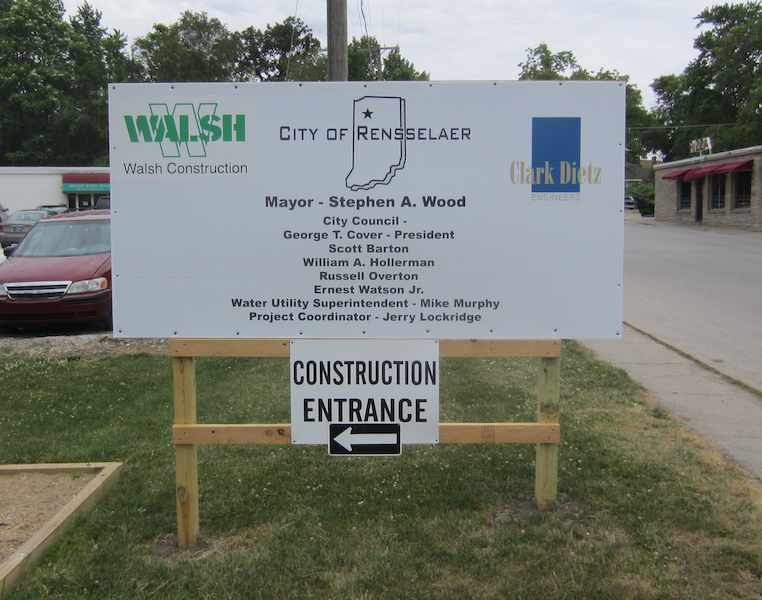 WALSH
Walsh Construction
CITY OF RENSSELAER
Clark Dietz
ENGINEERS
Mayor - Stephen A. Wood
City Council -
George T. Cover - President
Scott Barton
William A. Hollerman
Russell Overton
Ernest Watson Jr.
Water Utility Superintendent - Mike Murphy
Project Coordinator - Jerry Lockridge
CONSTRUCTION
ENTRANCE